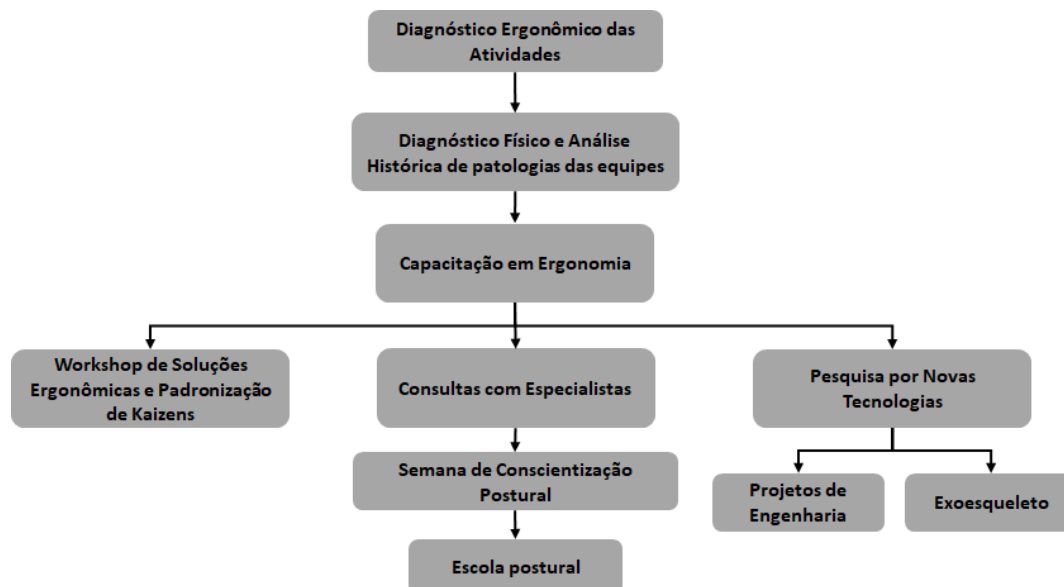 Diagnóstico Ergonômico das
Atividades
Diagnóstico Físico e Análise
Histórica de patologias das equipes
Capacitação em Ergonomia
Workshop de Soluções
Ergonômicas e Padronização
de Kaizens
Consultas com Especialistas
Pesquisa por Novas
Tecnologias
Semana de Conscientização
Postural
Projetos de
Engenharia
Exoesqueleto
Escola postural